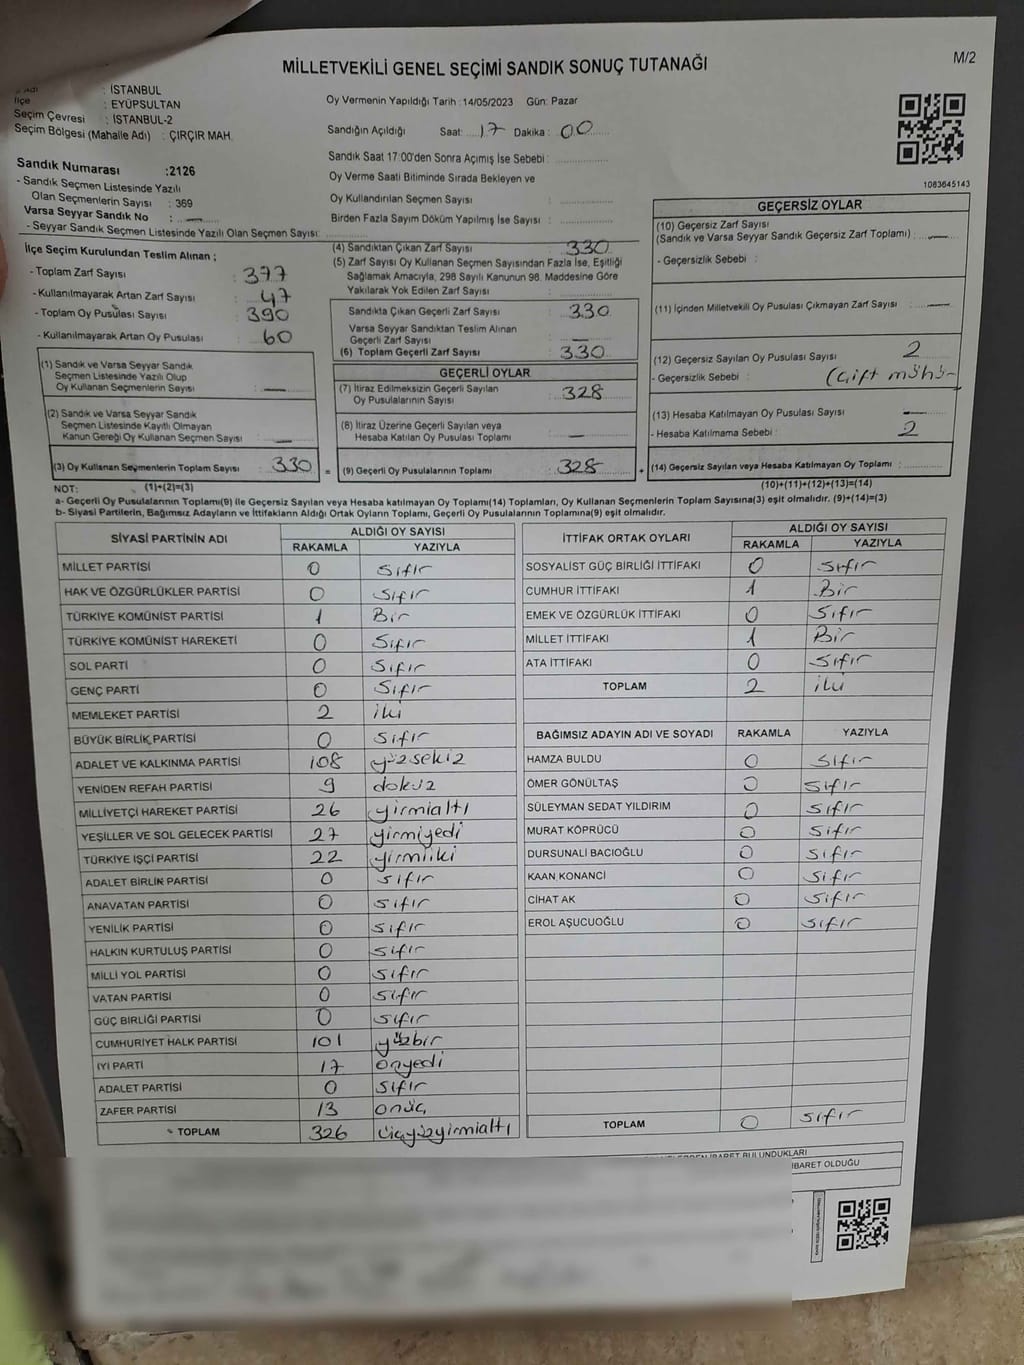 MİLLETVEKİLİ GENEL SEÇİMİ SANDIK SONUÇ TUTANAĞI
M/2
: İSTANBUL
İlçe : EYÜPSULTAN
Seçim Çevresi : İSTANBUL-2
Seçim Bölgesi (Mahalle Adı) : ÇIRÇIR MAH.
Sandık Numarası :2126
- Sandık Seçmen Listesinde Yazılı
Olan Seçmenlerin Sayısı : 369
Varsa Seyyar Sandık No : —
- Seyyar Sandık Seçmen Listesinde Yazılı Olan Seçmen Sayısı:
Oy Vermenin Yapıldığı Tarih :14/05/2023 Gün: Pazar
Sandığın Açıldığı Saat: 17 Dakika : 00
Sandık Saat 17:00'den Sonra Açımış İse Sebebi :
Oy Verme Saati Bitiminde Sırada Bekleyen ve
Oy Kullandırılan Seçmen Sayısı :
Birden Fazla Sayım Döküm Yapılmış İse Sayısı :
1083645143
İlçe Seçim Kurulundan Teslim Alınan ;
- Toplam Zarf Sayısı : 377
- Kullanılmayarak Artan Zarf Sayısı : 47
- Toplam Oy Pusulası Sayısı : 390
- Kullanılmayarak Artan Oy Pusulası : 60
(1) Sandık ve Varsa Seyyar Sandık
Seçmen Listesinde Yazılı Olup
Oy Kullanan Seçmenlerin Sayısı : —
(2) Sandık ve Varsa Seyyar Sandık
Seçmen Listesinde Kayıtlı Olmayan
Kanun Gereği Oy Kullanan Seçmen Sayısı : —
(3) Oy Kullanan Seçmenlerin Toplam Sayısı : 330
(4) Sandıktan Çıkan Zarf Sayısı : 330
(5) Zarf Sayısı Oy Kullanan Seçmen Sayısından Fazla İse, Eşitliği
Sağlamak Amacıyla, 298 Sayılı Kanunun 98. Maddesine Göre
Yakılarak Yok Edilen Zarf Sayısı :
Sandıkta Çıkan Geçerli Zarf Sayısı : 330
Varsa Seyyar Sandıktan Teslim Alınan
Geçerli Zarf Sayısı : —
(6) Toplam Geçerli Zarf Sayısı : 330
GEÇERLİ OYLAR
(7) İtiraz Edilmeksizin Geçerli Sayılan
Oy Pusulalarının Sayısı : 328
(8) İtiraz Üzerine Geçerli Sayılan veya
Hesaba Katılan Oy Pusulası Toplamı : —
= (9) Geçerli Oy Pusulalarının Toplamı : 328
GEÇERSİZ OYLAR
(10) Geçersiz Zarf Sayısı
(Sandık ve Varsa Seyyar Sandık Geçersiz Zarf Toplamı) : —
- Geçersizlik Sebebi :
(11) İçinden Milletvekili Oy Pusulası Çıkmayan Zarf Sayısı : —
(12) Geçersiz Sayılan Oy Pusulası Sayısı : 2
- Geçersizlik Sebebi : (Çift mühür
(13) Hesaba Katılmayan Oy Pusulası Sayısı : —
- Hesaba Katılmama Sebebi : 2
+ (14) Geçersiz Sayılan veya Hesaba Katılmayan Oy Toplamı :
NOT: (1)+(2)=(3)
(10)+(11)+(12)+(13)=(14)
a- Geçerli Oy Pusulalarının Toplamı(9) ile Geçersiz Sayılan veya Hesaba katılmayan Oy Toplamı(14) Toplamları, Oy Kullanan Seçmenlerin Toplam Sayısına(3) eşit olmalıdır. (9)+(14)=(3)
b- Siyasi Partilerin, Bağımsız Adayların ve İttifakların Aldığı Ortak Oyların Toplamı, Geçerli Oy Pusulalarının Toplamına(9) eşit olmalıdır.
SİYASİ PARTİNİN ADI ALDIĞI OY SAYISI
RAKAMLA YAZIYLA
MİLLET PARTİSİ 0 Sıfır
HAK VE ÖZGÜRLÜKLER PARTİSİ 0 Sıfır
TÜRKİYE KOMÜNİST PARTİSİ 1 Bir
TÜRKİYE KOMÜNİST HAREKETİ 0 Sıfır
SOL PARTİ 0 Sıfır
GENÇ PARTİ 0 Sıfır
MEMLEKET PARTİSİ 2 iki
BÜYÜK BİRLİK PARTİSİ 0 Sıfır
ADALET VE KALKINMA PARTİSİ 108 yüzsekiz
YENİDEN REFAH PARTİSİ 9 dokuz
MİLLİYETÇİ HAREKET PARTİSİ 26 yirmialtı
YEŞİLLER VE SOL GELECEK PARTİSİ 27 yirmiyedi
TÜRKİYE İŞÇİ PARTİSİ 22 yirmiiki
ADALET BİRLİK PARTİSİ 0 sıfır
ANAVATAN PARTİSİ 0 sıfır
YENİLİK PARTİSİ 0 sıfır
HALKIN KURTULUŞ PARTİSİ 0 sıfır
MİLLİ YOL PARTİSİ 0 sıfır
VATAN PARTİSİ 0 sıfır
GÜÇ BİRLİĞİ PARTİSİ 0 sıfır
CUMHURİYET HALK PARTİSİ 101 yüzbir
İYİ PARTİ 17 onyedi
ADALET PARTİSİ 0 sıfır
ZAFER PARTİSİ 13 onüç
TOPLAM 326 üçyüzyirmialtı
İTTİFAK ORTAK OYLARI ALDIĞI OY SAYISI
RAKAMLA YAZIYLA
SOSYALİST GÜÇ BİRLİĞİ İTTİFAKI 0 Sıfır
CUMHUR İTTİFAKI 1 Bir
EMEK VE ÖZGÜRLÜK İTTİFAKI 0 Sıfır
MİLLET İTTİFAKI 1 Bir
ATA İTTİFAKI 0 Sıfır
TOPLAM 2 iki
BAĞIMSIZ ADAYIN ADI VE SOYADI RAKAMLA YAZIYLA
HAMZA BULDU 0 Sıfır
ÖMER GÖNÜLTAŞ 0 sıfır
SÜLEYMAN SEDAT YILDIRIM 0 sıfır
MURAT KÖPRÜCÜ 0 sıfır
DURSUNALİ BACIOĞLU 0 sıfır
KAAN KONANCİ 0 sıfır
CİHAT AK 0 sıfır
EROL AŞUCUOĞLU 0 sıfır
TOPLAM 0 sıfır
İBARET BULUNDUKLARI
İBARET OLDUĞU